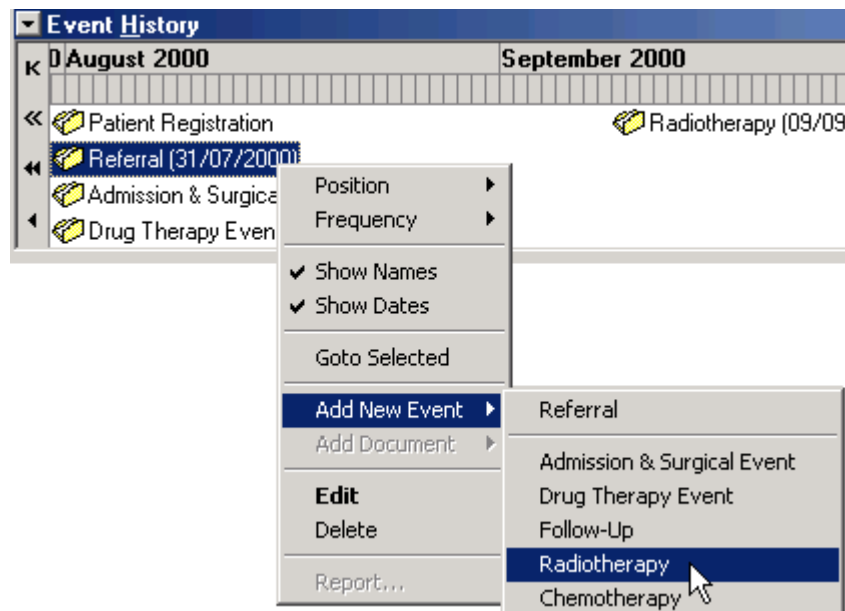 Event History
0 August 2000 September 2000
Patient Registration Radiotherapy (09/09
Referral (31/07/2000)
Admission & Surgica
Drug Therapy Even
Position
Frequency
Show Names
Show Dates
Goto Selected
Add New Event
Add Document
Edit
Delete
Report...
Referral
Admission & Surgical Event
Drug Therapy Event
Follow-Up
Radiotherapy
Chemotherapy